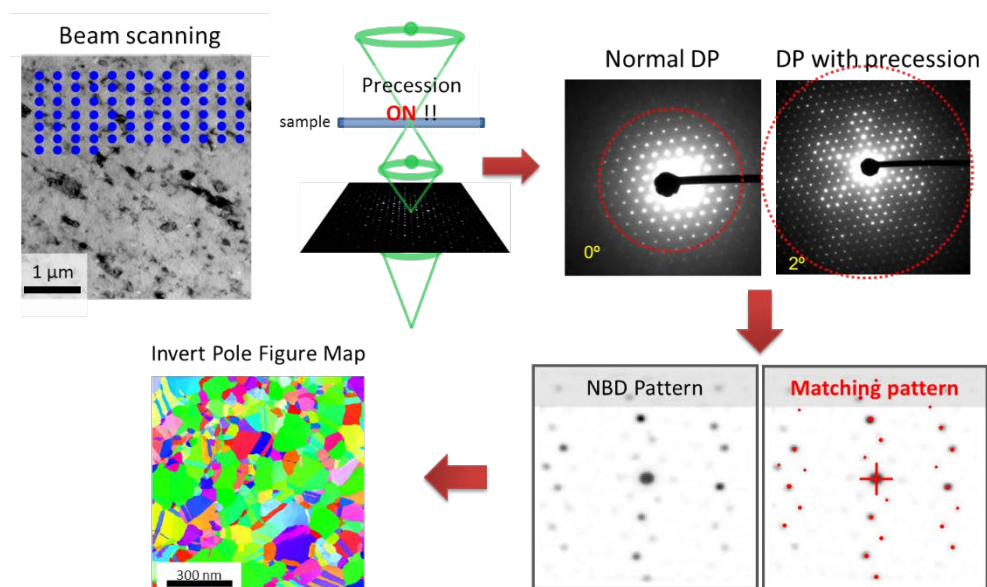 Beam scanning
1 µm
Precession
ON !!
sample
Normal DP
0º
DP with precession
2º
NBD Pattern
Matching pattern
Invert Pole Figure Map
300 nm